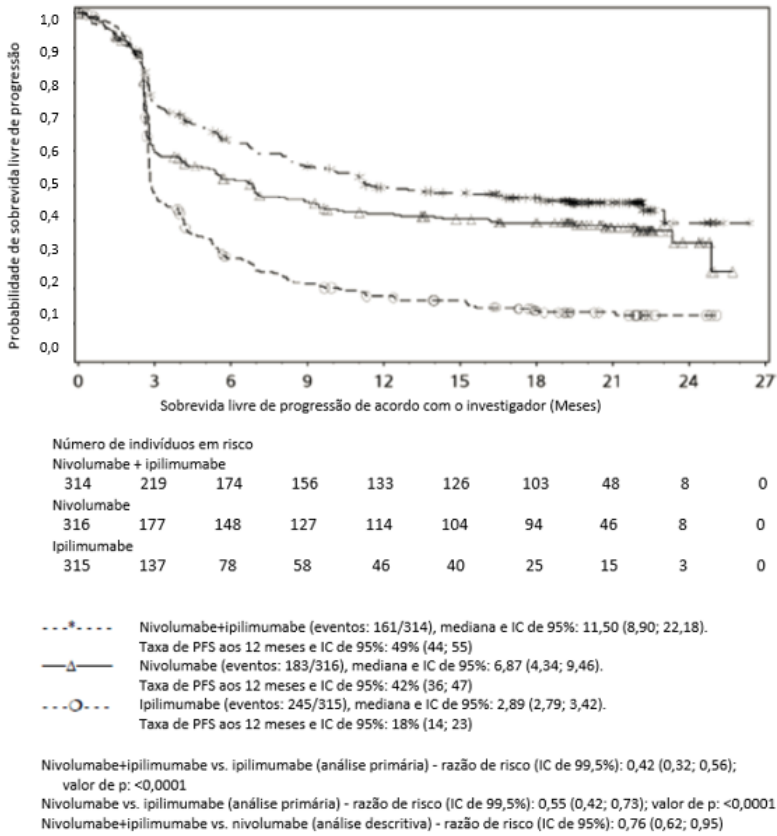 Probabilidade de sobrevida livre de progressão
1,0
0,9
0,8
0,7
0,6
0,5
0,4
0,3
0,2
0,1
0,0
0 3 6 9 12 15 18 21 24 27
Sobrevida livre de progressão de acordo com o investigador (Meses)
Número de indivíduos em risco
Nivolumabe + ipilimumabe
314 219 174 156 133 126 103 48 8 0
Nivolumabe
316 177 148 127 114 104 94 46 8 0
Ipilimumabe
315 137 78 58 46 40 25 15 3 0
Nivolumabe+ipilimumabe (eventos: 161/314), mediana e IC de 95%: 11,50 (8,90; 22,18).
Taxa de PFS aos 12 meses e IC de 95%: 49% (44; 55)
Nivolumabe (eventos: 183/316), mediana e IC de 95%: 6,87 (4,34; 9,46).
Taxa de PFS aos 12 meses e IC de 95%: 42% (36; 47)
Ipilimumabe (eventos: 245/315), mediana e IC de 95%: 2,89 (2,79; 3,42).
Taxa de PFS aos 12 meses e IC de 95%: 18% (14; 23)
Nivolumabe+ipilimumabe vs. ipilimumabe (análise primária) - razão de risco (IC de 99,5%): 0,42 (0,32; 0,56);
valor de p: <0,0001
Nivolumabe vs. ipilimumabe (análise primária) - razão de risco (IC de 99,5%): 0,55 (0,42; 0,73); valor de p: <0,0001
Nivolumabe+ipilimumabe vs. nivolumabe (análise descritiva) - razão de risco (IC de 95%): 0,76 (0,62; 0,95)